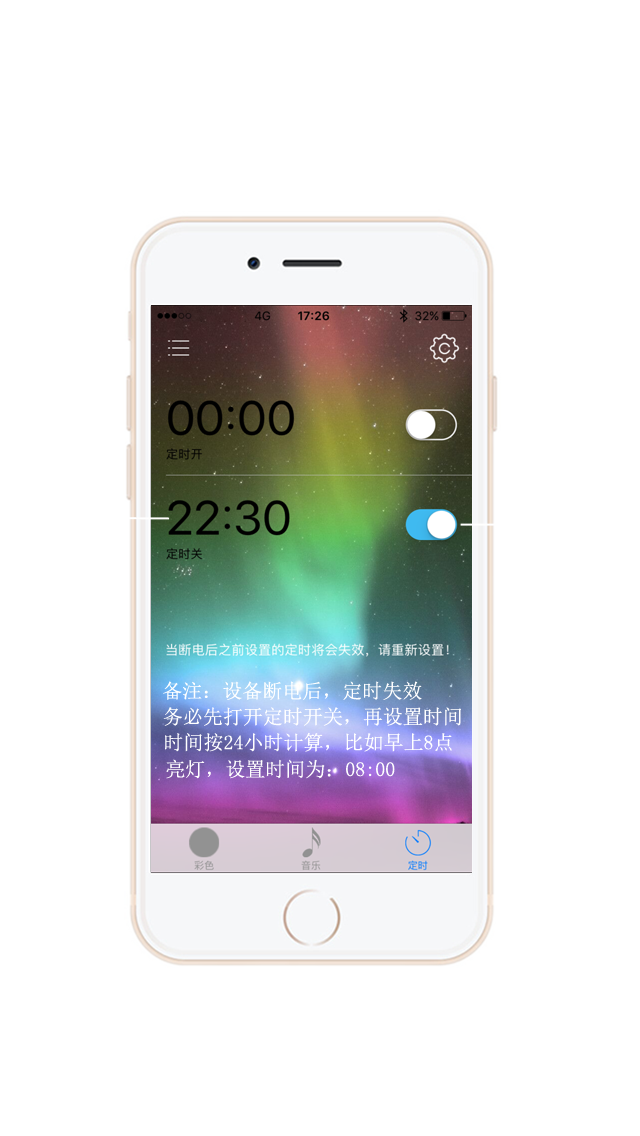 4G 17:26 32%
00:00
定时开
22:30
定时关
当断电后之前设置的定时将会失效，请重新设置！
备注：设备断电后，定时失效
务必先打开定时开关，再设置时间
时间按24小时计算，比如早上8点
亮灯，设置时间为：08:00
彩色 音乐 定时